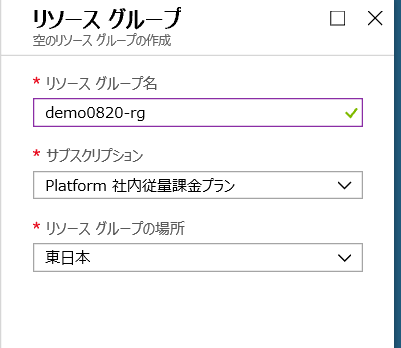 リソース グループ
空のリソース グループの作成
* リソース グループ名
demo0820-rg
* サブスクリプション
Platform 社内従量課金プラン
* リソース グループの場所
東日本